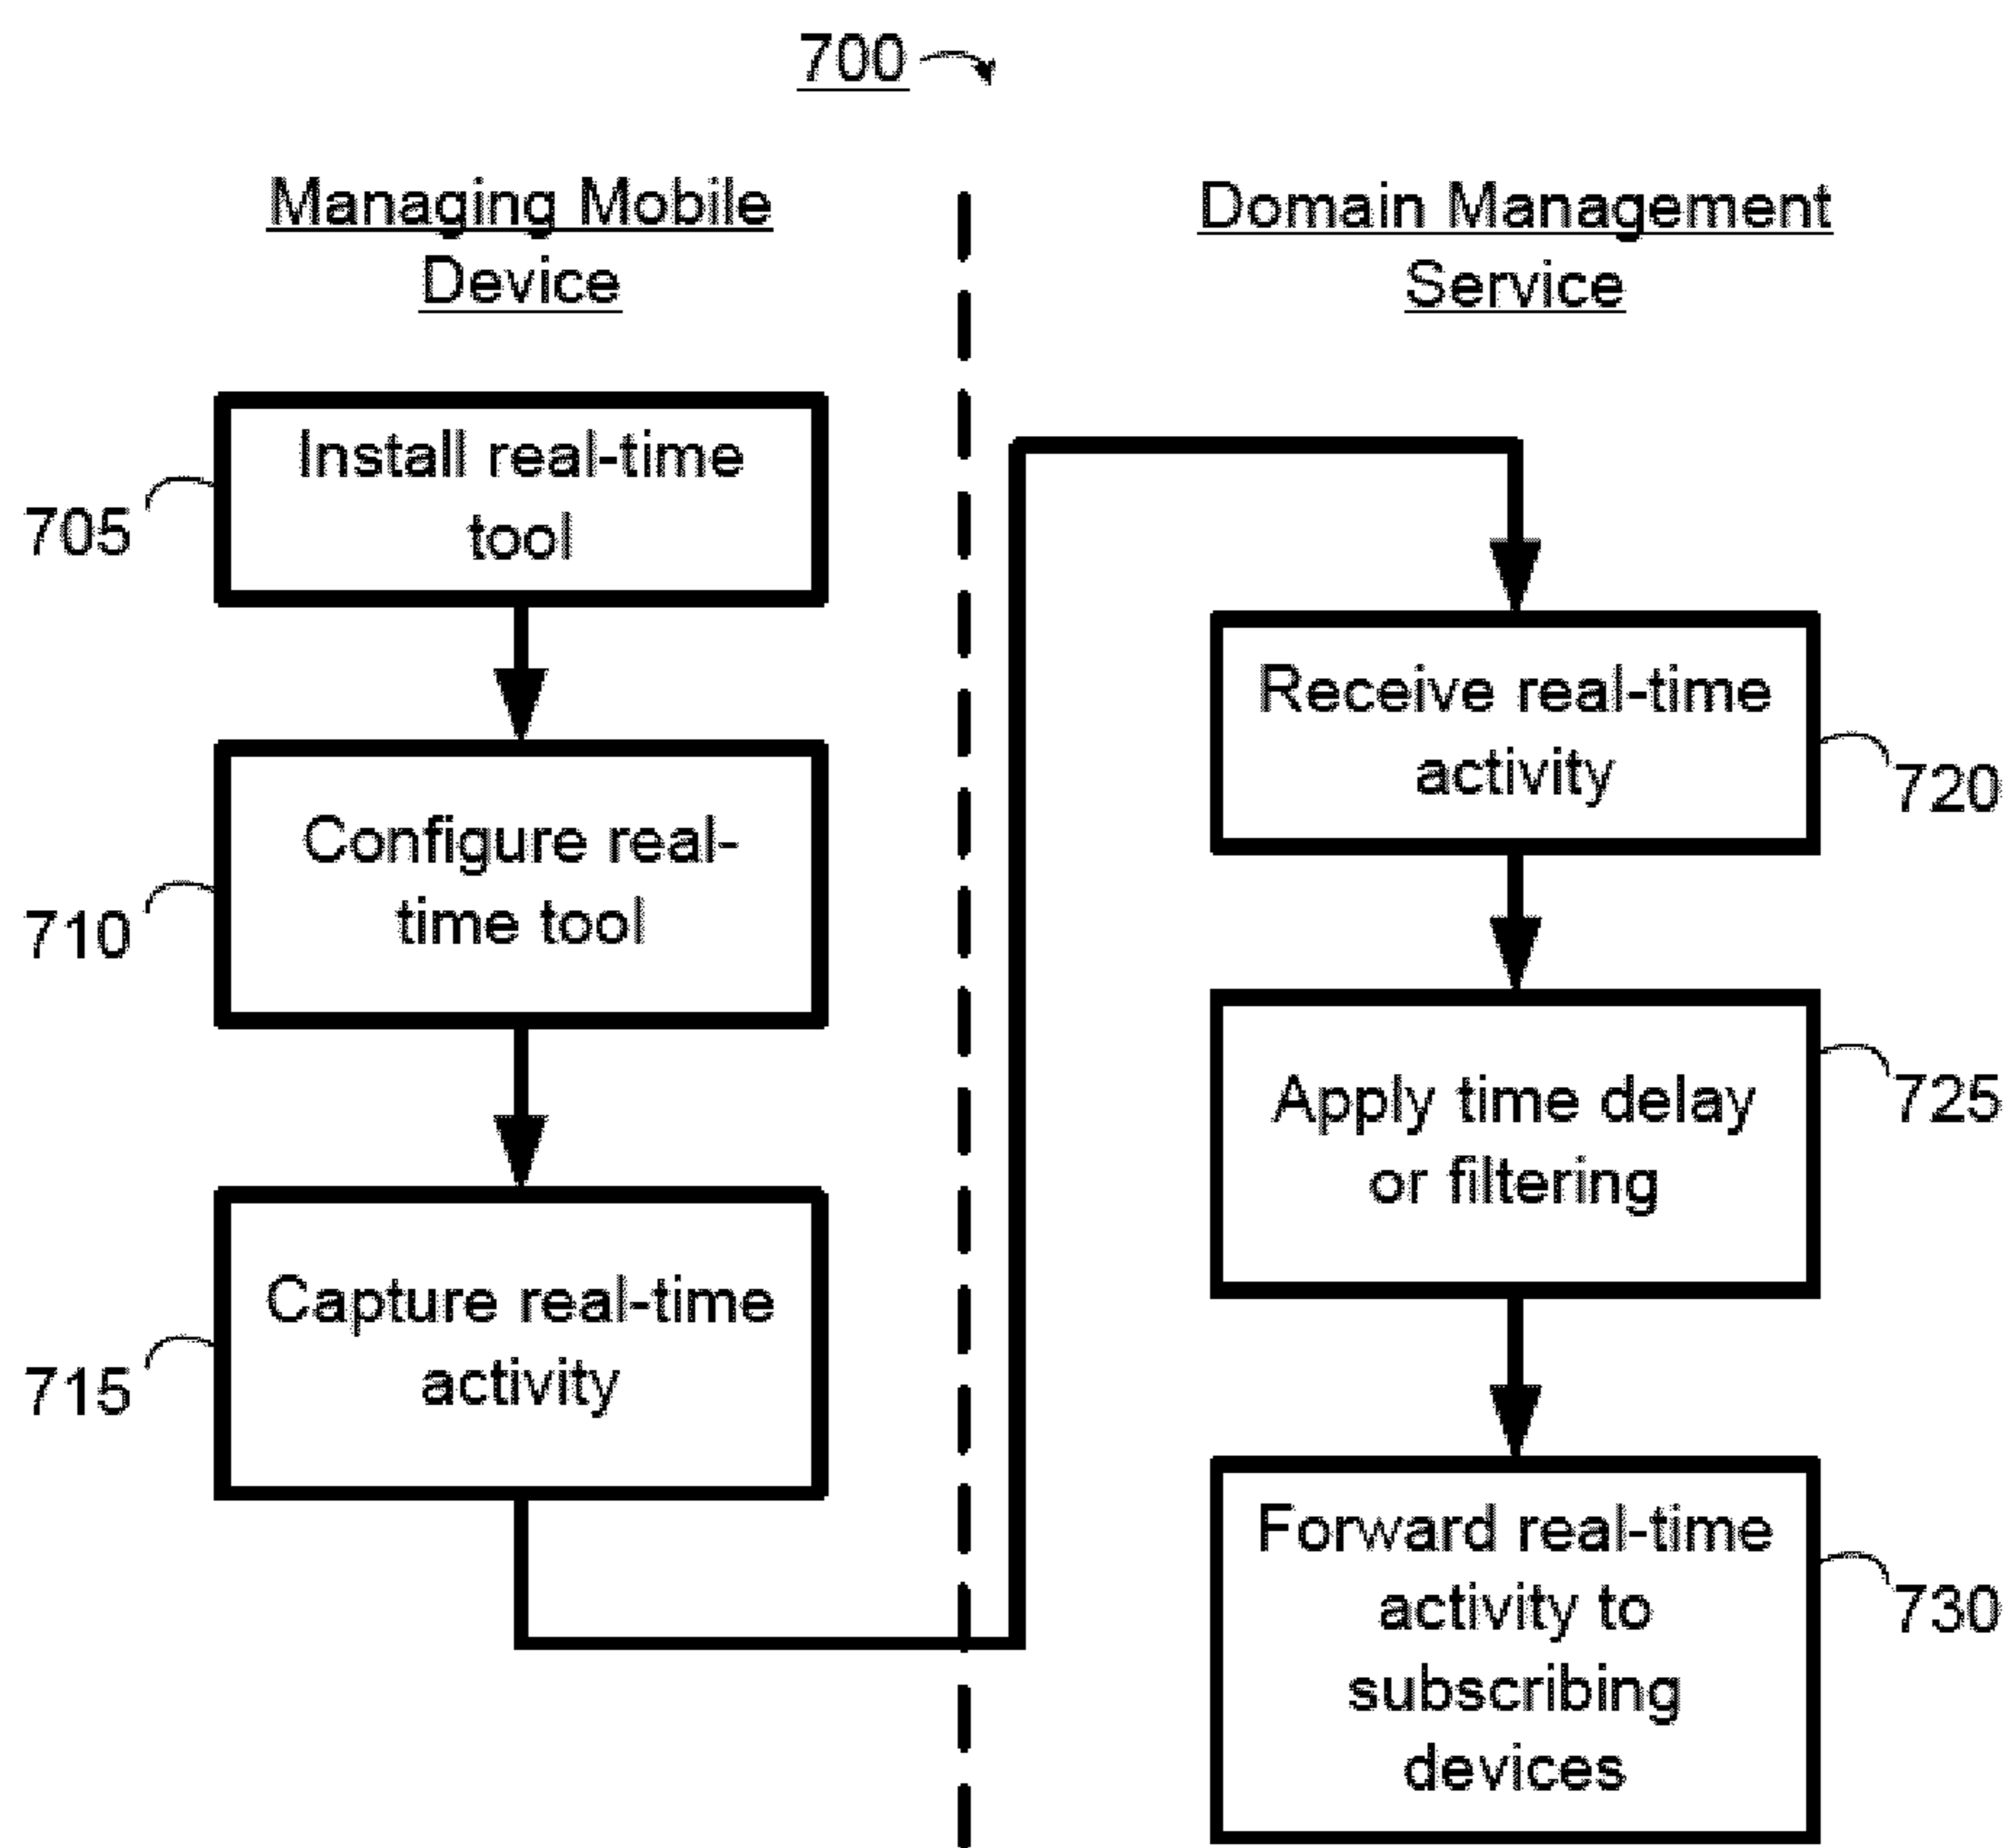 700
Managing Mobile
Device
Install real-time
tool
705
Configure real-
time tool
710
Capture real-time
activity
715
Domain Management
Service
Receive real-time
activity
720
Apply time delay
or filtering
725
Forward real-time
activity to
subscribing
devices
730